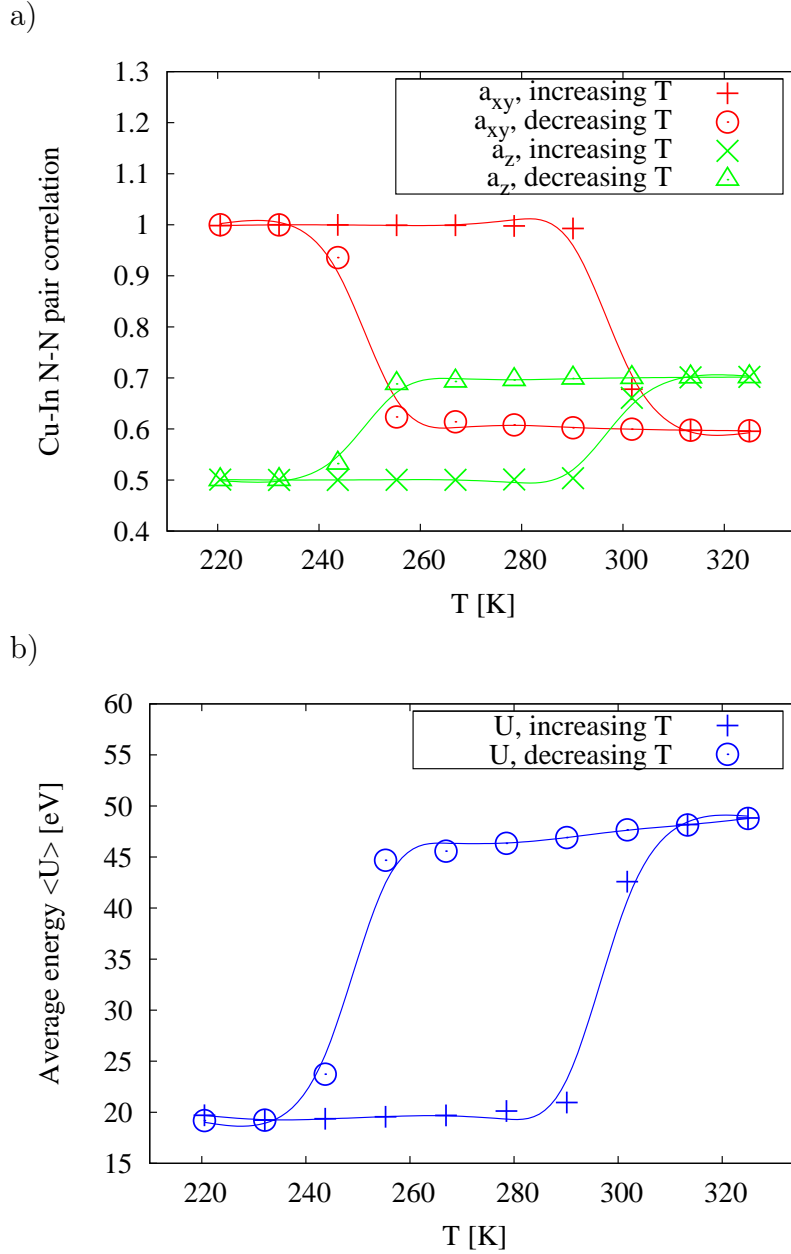 a)
1.3
1.2
1.1
1
0.9
0.8
0.7
0.6
0.5
0.4
Cu-In N-N pair correlation
a_xy, increasing T
a_xy, decreasing T
a_z, increasing T
a_z, decreasing T
220 240 260 280 300 320
T [K]
b)
60
55
50
45
40
35
30
25
20
15
Average energy <U> [eV]
U, increasing T
U, decreasing T
220 240 260 280 300 320
T [K]